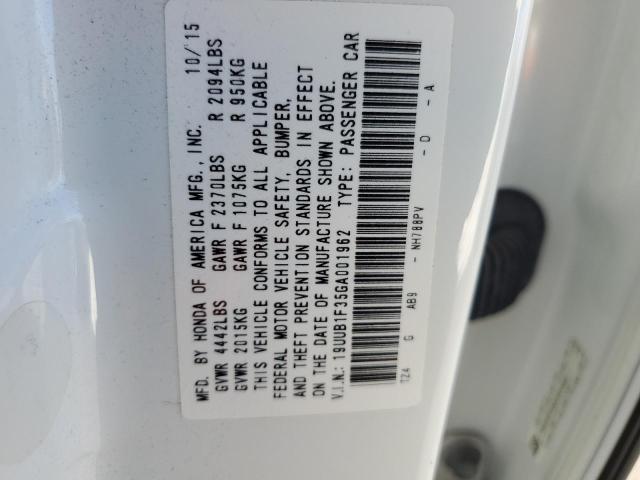 MFD. BY HONDA OF AMERICA MFG., INC. 10/15
GVWR 4442LBS GAWR F 2370LBS R 2094LBS
GVWR 2015KG GAWR F 1075KG R 950KG
THIS VEHICLE CONFORMS TO ALL APPLICABLE
FEDERAL MOTOR VEHICLE SAFETY, BUMPER,
AND THEFT PREVENTION STANDARDS IN EFFECT
ON THE DATE OF MANUFACTURE SHOWN ABOVE.
V.I.N.: 19UUB1F35GA001962 TYPE: PASSENGER CAR
TZ4 G AB9 - NH788PV - D - A